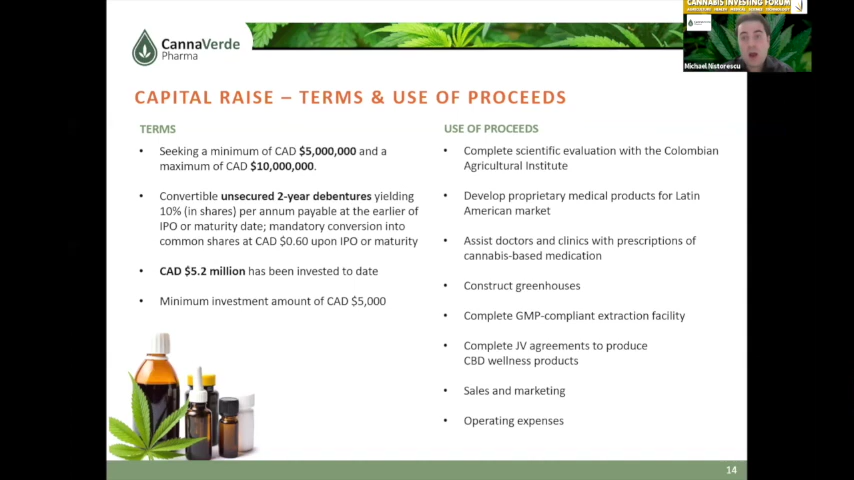 CANNABIS INVESTING FORUM
CannaVerde
Pharma
Michael Nistorescu
CAPITAL RAISE – TERMS & USE OF PROCEEDS
TERMS
• Seeking a minimum of CAD $5,000,000 and a
maximum of CAD $10,000,000.
• Convertible unsecured 2-year debentures yielding
10% (in shares) per annum payable at the earlier of
IPO or maturity date; mandatory conversion into
common shares at CAD $0.60 upon IPO or maturity
• CAD $5.2 million has been invested to date
• Minimum investment amount of CAD $5,000
USE OF PROCEEDS
• Complete scientific evaluation with the Colombian
Agricultural Institute
• Develop proprietary medical products for Latin
American market
• Assist doctors and clinics with prescriptions of
cannabis-based medication
• Construct greenhouses
• Complete GMP-compliant extraction facility
• Complete JV agreements to produce
CBD wellness products
• Sales and marketing
• Operating expenses
14